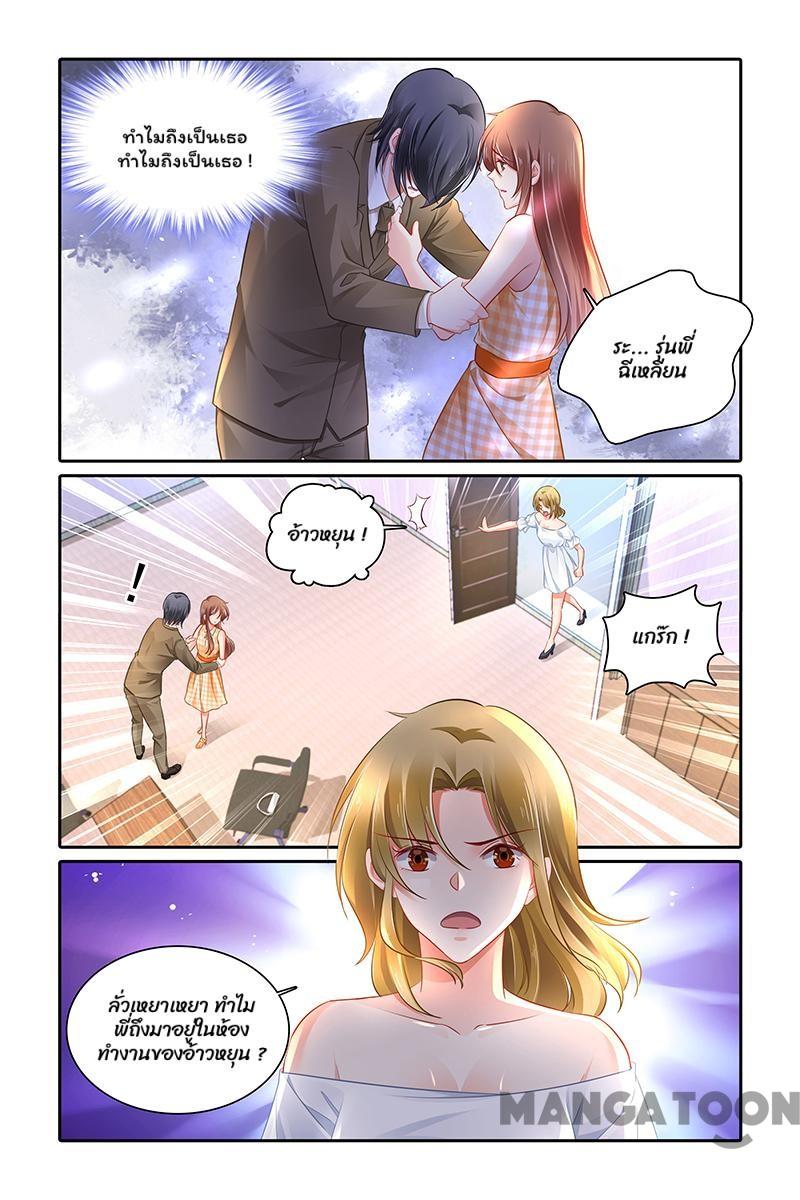 ทำไมถึงเป็นเธอ
ทำไมถึงเป็นเธอ !
ระ... รุ่นพี่
ฉีเหลียน
อ้าวหยุน !
!
แกร๊ก !
ลั่วเหยาเหยา ทำไม
พี่ถึงมาอยู่ในห้อง
ทำงานของอ้าวหยุน ?
MANGATOON